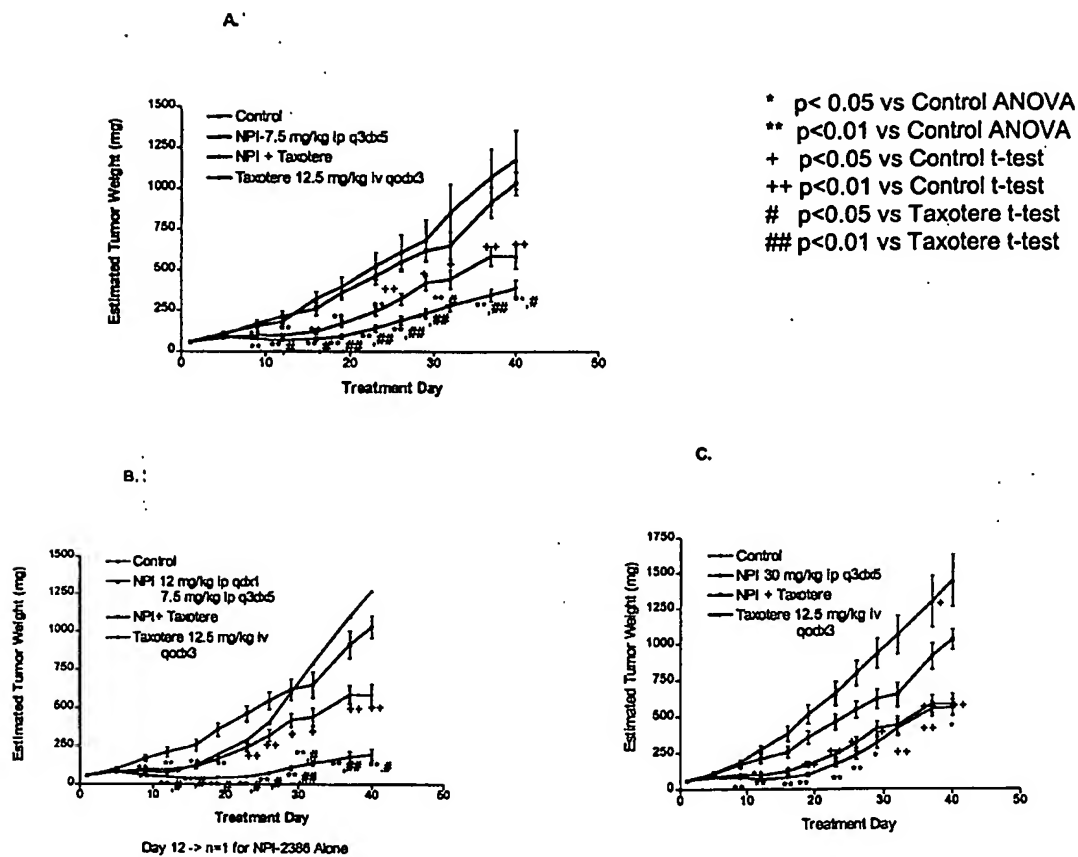 A.
Control
NPI-7.5 mg/kg ip q3dx5
NPI + Taxotere
Taxotere 12.5 mg/kg iv qodx3
1500
1250
1000
750
500
250
0
Estimated Tumor Weight (mg)
0 10 20 30 40 50
Treatment Day
* p< 0.05 vs Control ANOVA
** p<0.01 vs Control ANOVA
+ p<0.05 vs Control t-test
++ p<0.01 vs Control t-test
# p<0.05 vs Taxotere t-test
## p<0.01 vs Taxotere t-test
B.
Control
NPI 12 mg/kg ip qdx1
7.5 mg/kg ip q3dx5
NPI+ Taxotere
Taxotere 12.5 mg/kg iv
qodx3
1500
1250
1000
750
500
250
0
Estimated Tumor Weight (mg)
0 10 20 30 40 50
Treatment Day
Day 12 -> n=1 for NPI-2386 Alone
C.
Control
NPI 30 mg/kg ip q3dx5
NPI + Taxotere
Taxotere 12.5 mg/kg iv
qodx3
1750
1500
1250
1000
750
500
250
0
Estimated Tumor Weight (mg)
0 10 20 30 40 50
Treatment Day